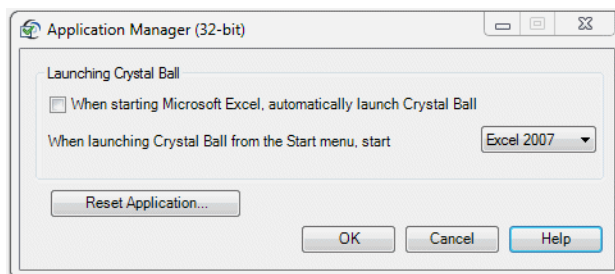 Application Manager (32-bit)
Launching Crystal Ball
When starting Microsoft Excel, automatically launch Crystal Ball
When launching Crystal Ball from the Start menu, start Excel 2007
Reset Application...
OK Cancel Help